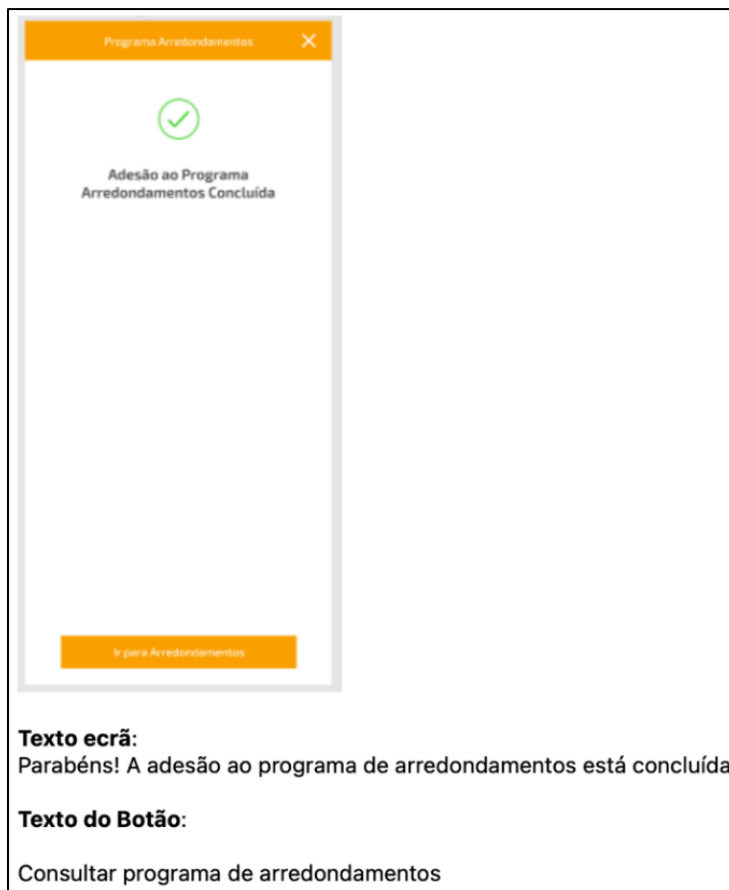 Programa Arredondamentos
Adesão ao Programa
Arredondamentos Concluída
Ir para Arredondamentos
Texto ecrã:
Parabéns! A adesão ao programa de arredondamentos está concluída
Texto do Botão:
Consultar programa de arredondamentos